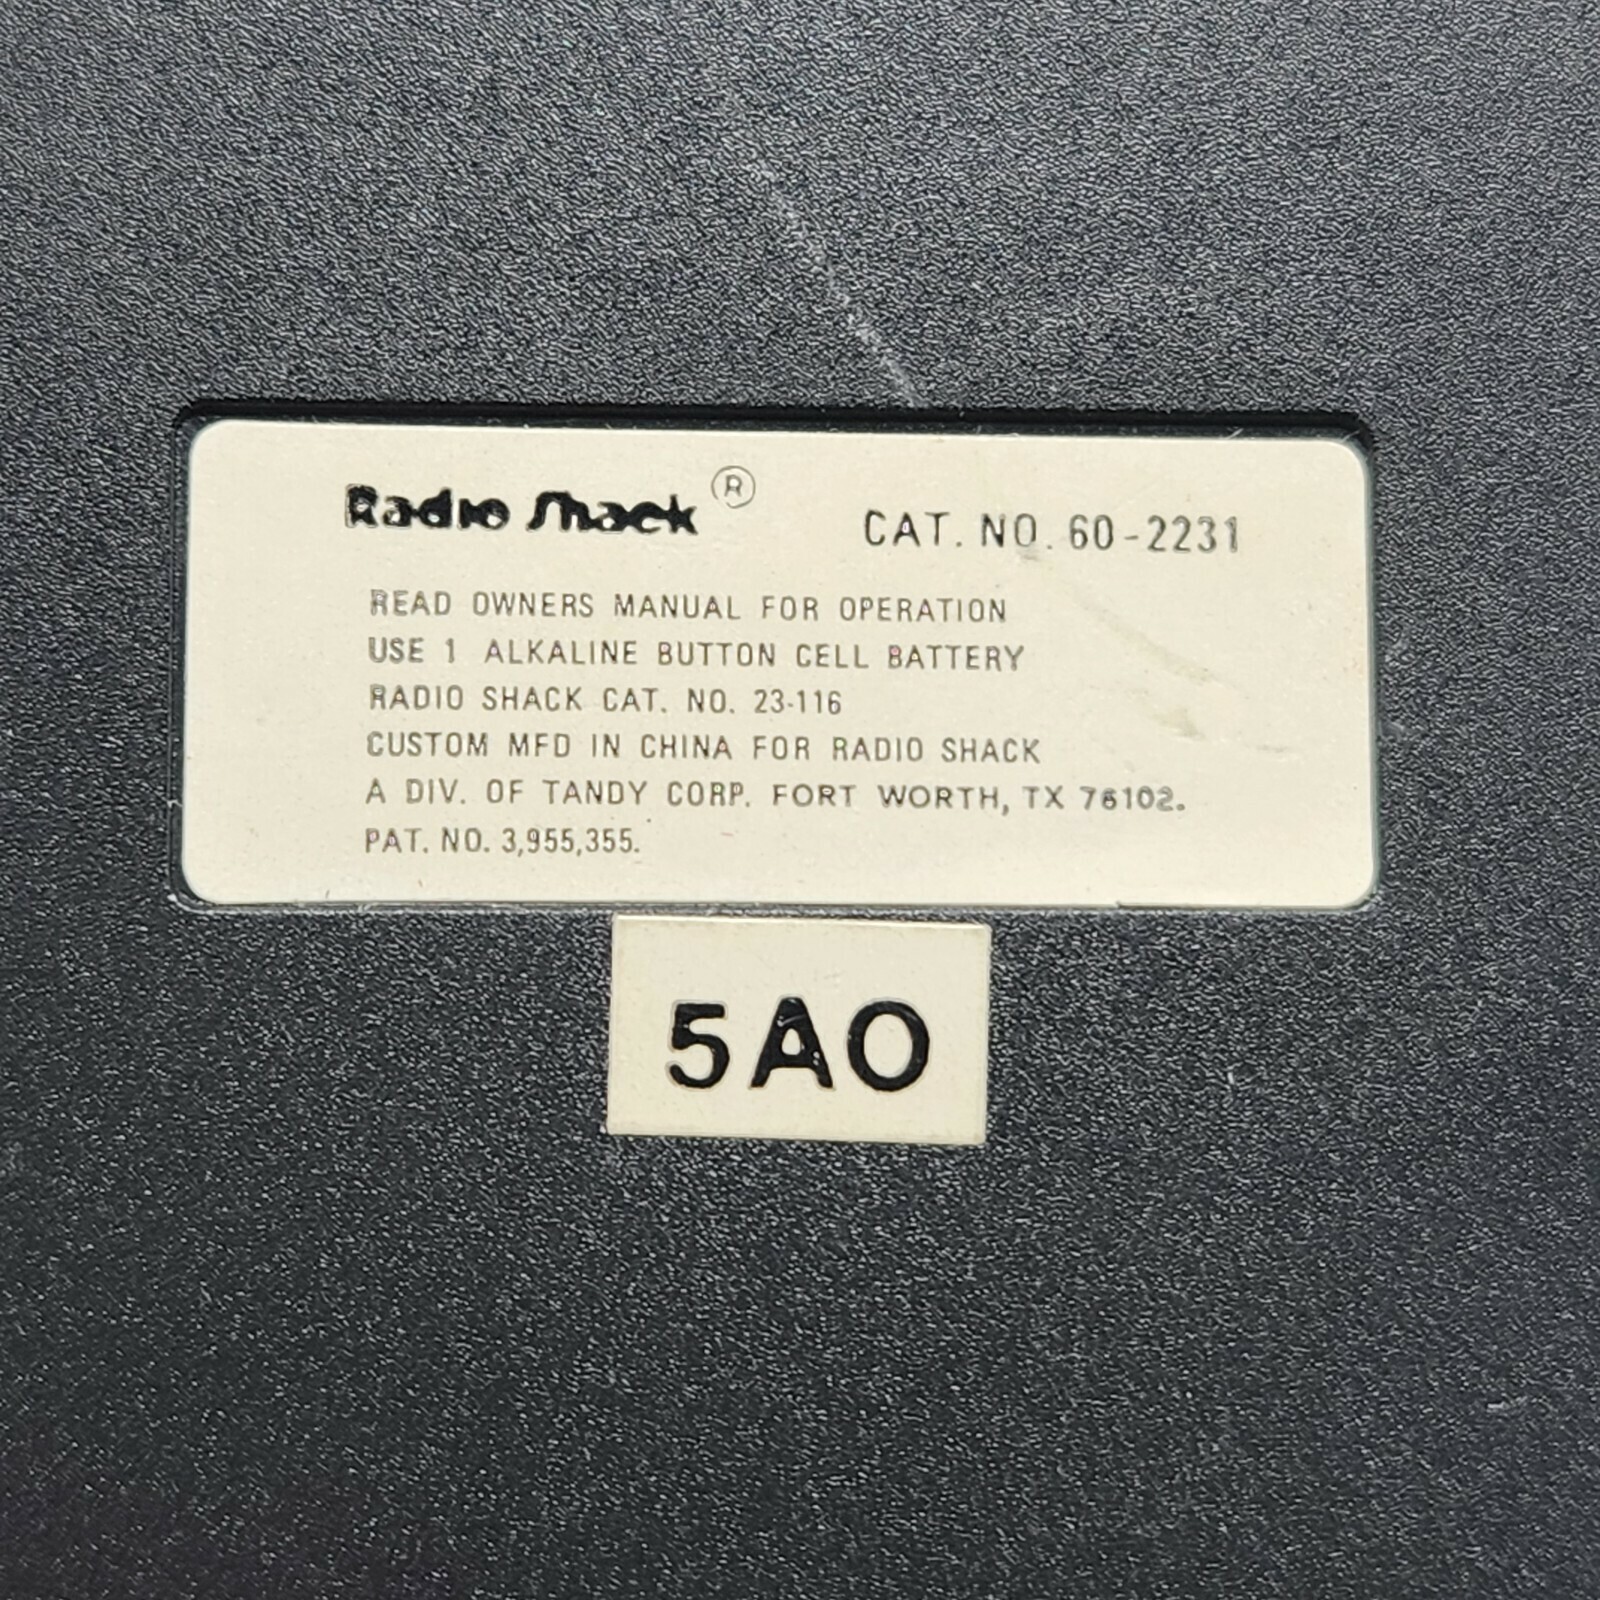 Radio Shack ® CAT. NO. 60-2231
READ OWNERS MANUAL FOR OPERATION
USE 1 ALKALINE BUTTON CELL BATTERY
RADIO SHACK CAT. NO. 23-116
CUSTOM MFD IN CHINA FOR RADIO SHACK
A DIV. OF TANDY CORP. FORT WORTH, TX 76102.
PAT. NO. 3,955,355.
5AO